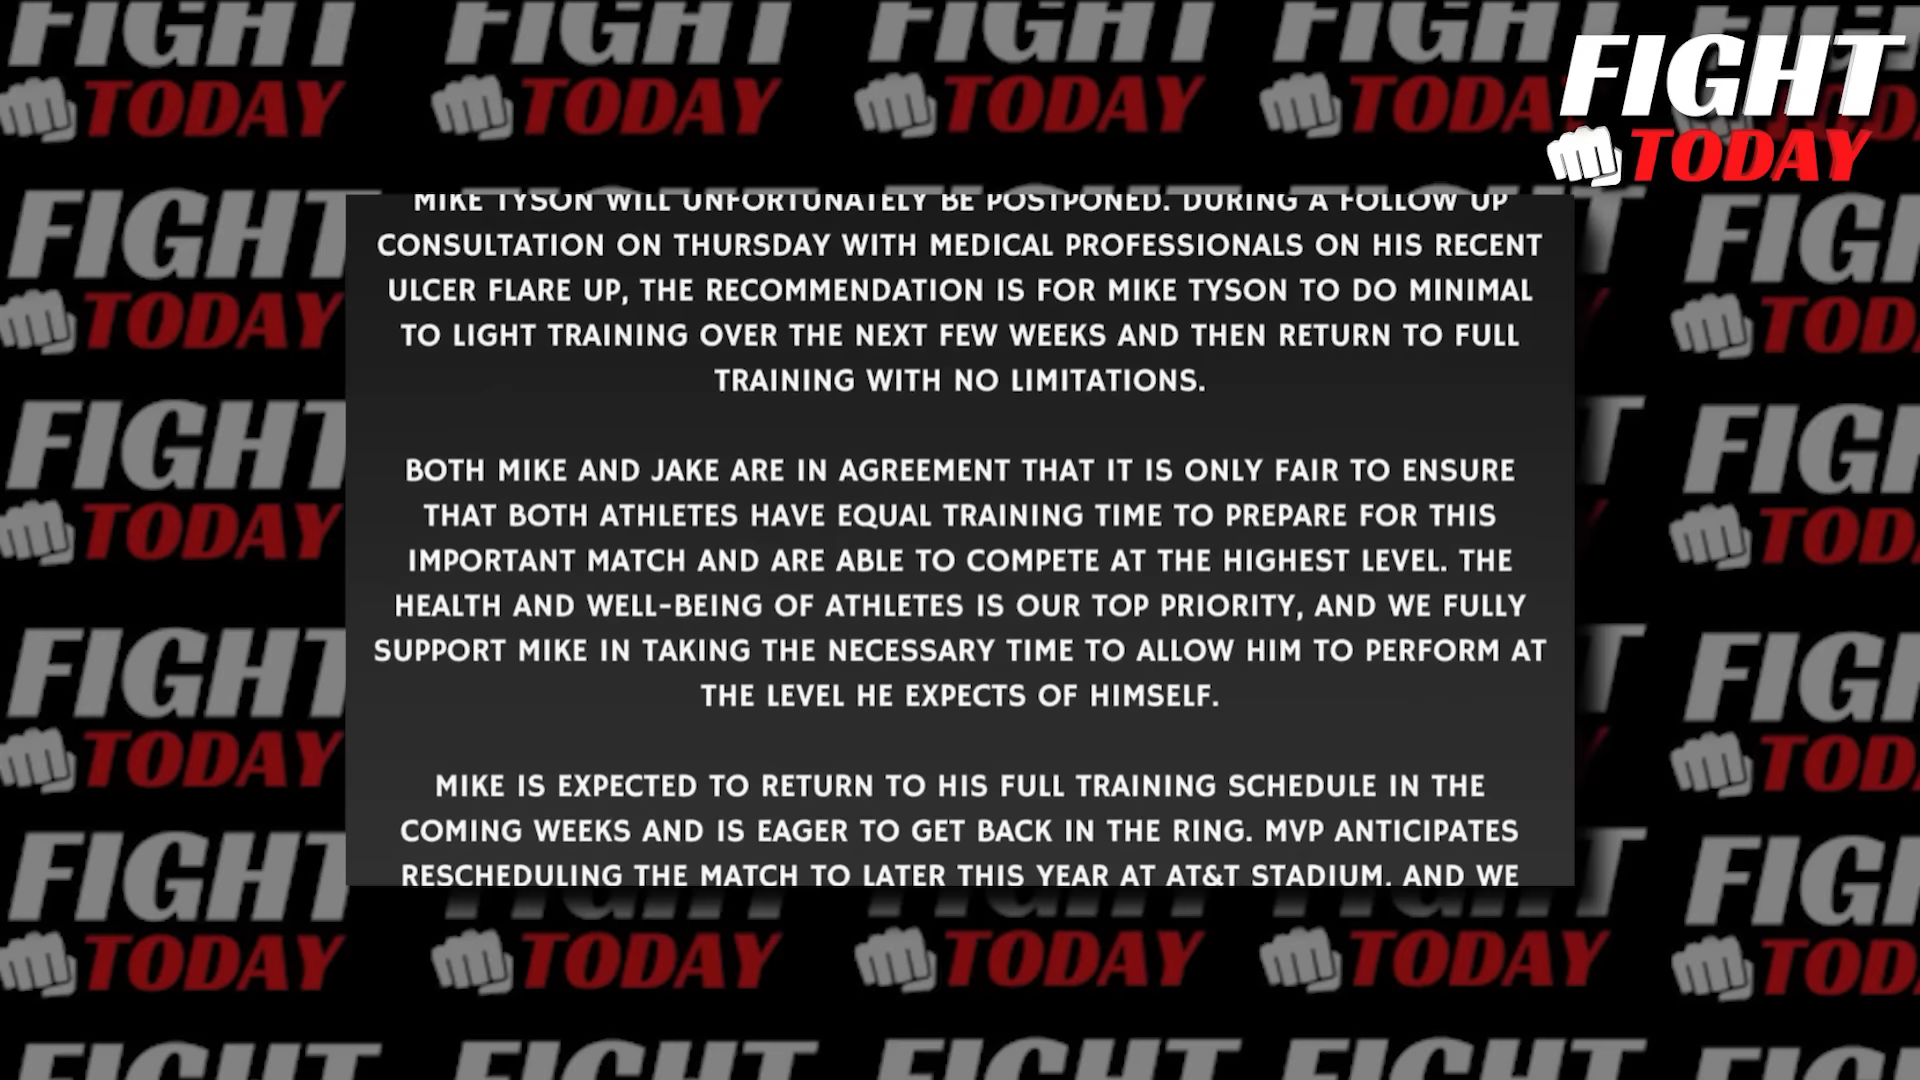 FIGHT
TODAY
MIKE TYSON WILL UNFORTUNATELY BE POSTPONED. DURING A FOLLOW UP
CONSULTATION ON THURSDAY WITH MEDICAL PROFESSIONALS ON HIS RECENT
ULCER FLARE UP, THE RECOMMENDATION IS FOR MIKE TYSON TO DO MINIMAL
TO LIGHT TRAINING OVER THE NEXT FEW WEEKS AND THEN RETURN TO FULL
TRAINING WITH NO LIMITATIONS.
BOTH MIKE AND JAKE ARE IN AGREEMENT THAT IT IS ONLY FAIR TO ENSURE
THAT BOTH ATHLETES HAVE EQUAL TRAINING TIME TO PREPARE FOR THIS
IMPORTANT MATCH AND ARE ABLE TO COMPETE AT THE HIGHEST LEVEL. THE
HEALTH AND WELL-BEING OF ATHLETES IS OUR TOP PRIORITY, AND WE FULLY
SUPPORT MIKE IN TAKING THE NECESSARY TIME TO ALLOW HIM TO PERFORM AT
THE LEVEL HE EXPECTS OF HIMSELF.
MIKE IS EXPECTED TO RETURN TO HIS FULL TRAINING SCHEDULE IN THE
COMING WEEKS AND IS EAGER TO GET BACK IN THE RING. MVP ANTICIPATES
RESCHEDULING THE MATCH TO LATER THIS YEAR AT AT&T STADIUM, AND WE